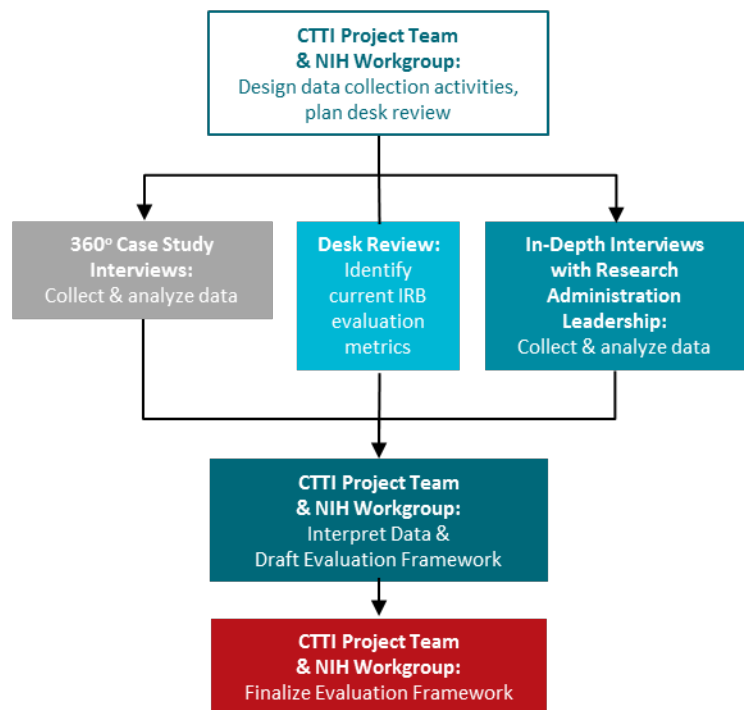 CTTI Project Team
& NIH Workgroup:
Design data collection activities,
plan desk review
360° Case Study
Interviews:
Collect & analyze data
Desk Review:
Identify
current IRB
evaluation
metrics
In-Depth Interviews
with Research
Administration
Leadership:
Collect & analyze data
CTTI Project Team
& NIH Workgroup:
Interpret Data &
Draft Evaluation Framework
CTTI Project Team
& NIH Workgroup:
Finalize Evaluation Framework